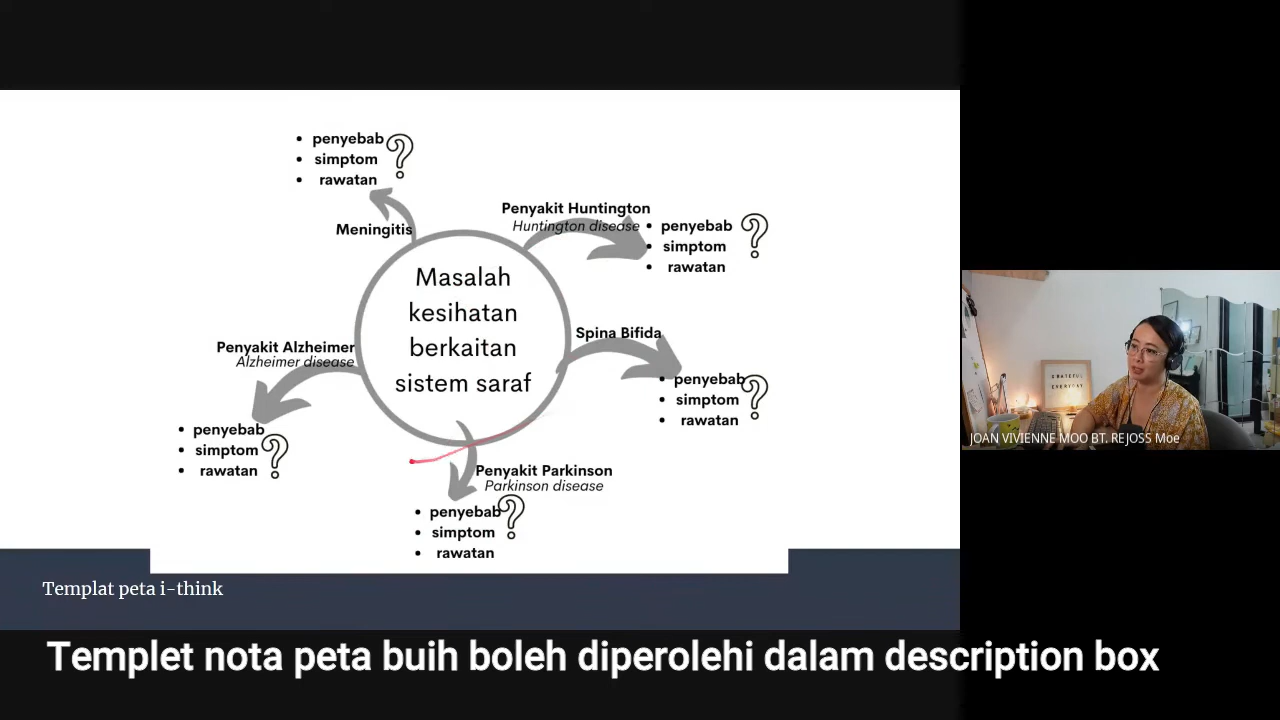 penyebab
simptom
rawatan
Meningitis
Penyakit Huntington
Huntington disease
penyebab
simptom
rawatan
Masalah
kesihatan
berkaitan
sistem saraf
Spina Bifida
penyebab
simptom
rawatan
Penyakit Alzheimer
Alzheimer disease
penyebab
simptom
rawatan
Penyakit Parkinson
Parkinson disease
penyebab
simptom
rawatan
GRATEFUL
EVERYDAY
JOAN VIVIENNE MOO BT. REJOSS Moe
Templat peta i-think
Templet nota peta buih boleh diperolehi dalam description box